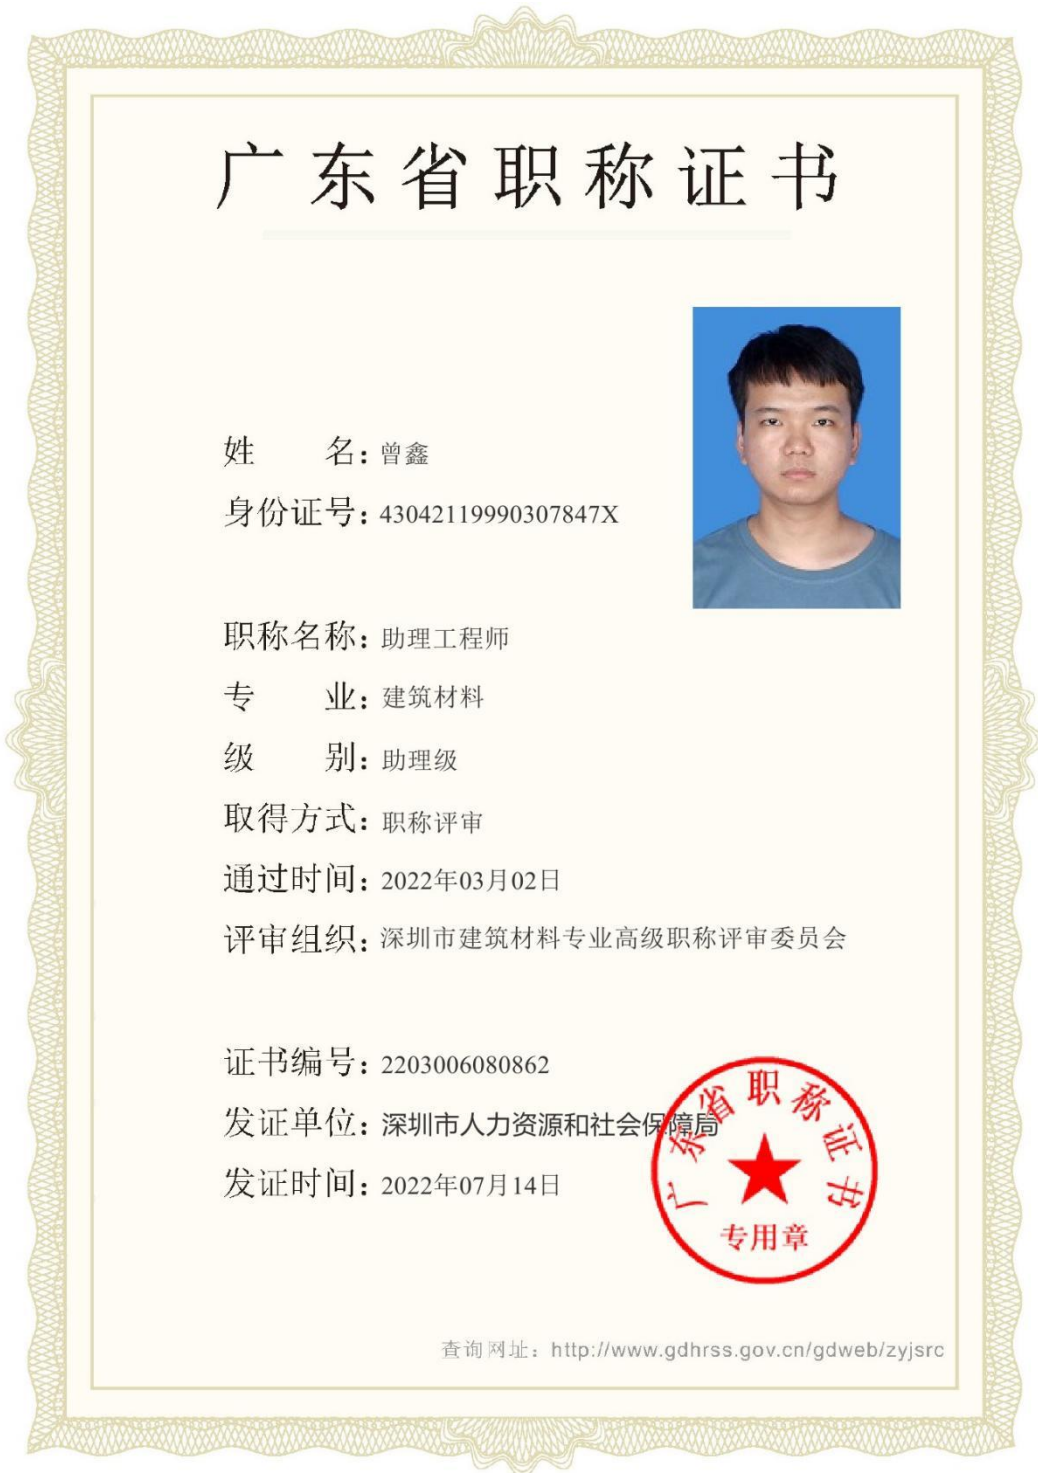 广东省职称证书
姓 名：曾鑫
身份证号：43042119990307847X
职称名称：助理工程师
专 业：建筑材料
级 别：助理级
取得方式：职称评审
通过时间：2022年03月02日
评审组织：深圳市建筑材料专业高级职称评审委员会
证书编号：2203006080862
发证单位：深圳市人力资源和社会保障局
发证时间：2022年07月14日
广东省职称证书
专用章
查询网址：http://www.gdhrss.gov.cn/gdweb/zyjsrc